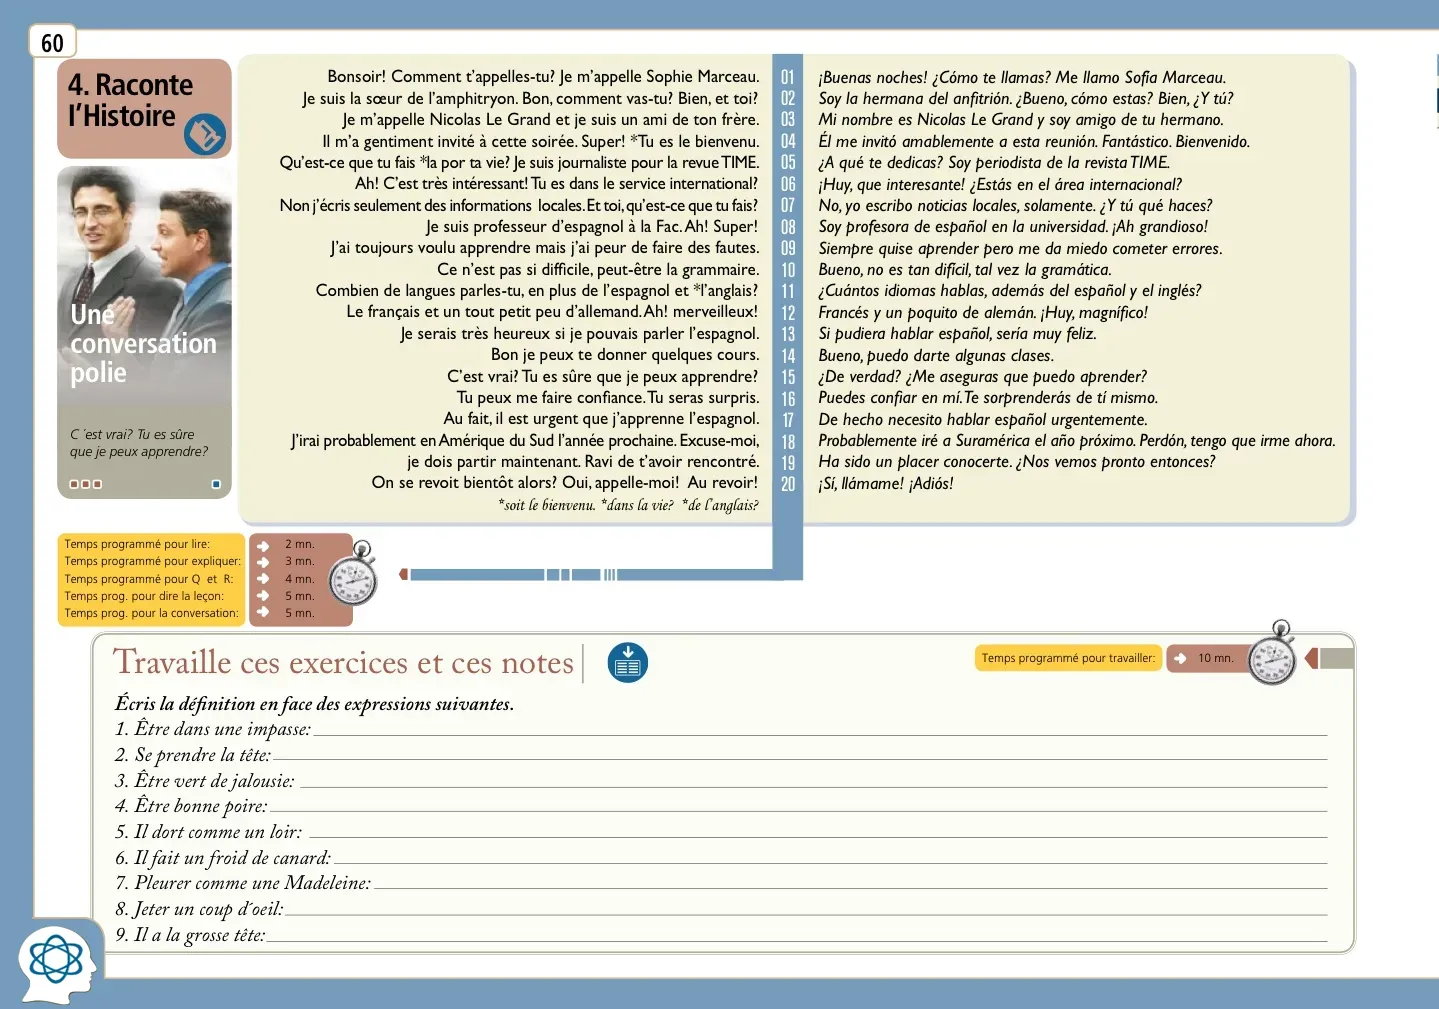 60
4. Raconte
l'Histoire
Une
conversation
polie
C ´est vrai? Tu es sûre
que je peux apprendre?
Bonsoir! Comment t'appelles-tu? Je m'appelle Sophie Marceau.
Je suis la sœur de l'amphitryon. Bon, comment vas-tu? Bien, et toi?
Je m'appelle Nicolas Le Grand et je suis un ami de ton frère.
Il m'a gentiment invité à cette soirée. Super! *Tu es le bienvenu.
Qu'est-ce que tu fais *la por ta vie? Je suis journaliste pour la revue TIME.
Ah! C'est très intéressant! Tu es dans le service international?
Non j'écris seulement des informations locales. Et toi, qu'est-ce que tu fais?
Je suis professeur d'espagnol à la Fac. Ah! Super!
J'ai toujours voulu apprendre mais j'ai peur de faire des fautes.
Ce n'est pas si difficile, peut-être la grammaire.
Combien de langues parles-tu, en plus de l'espagnol et *l'anglais?
Le français et un tout petit peu d'allemand. Ah! merveilleux!
Je serais très heureux si je pouvais parler l'espagnol.
Bon je peux te donner quelques cours.
C'est vrai? Tu es sûre que je peux apprendre?
Tu peux me faire confiance. Tu seras surpris.
Au fait, il est urgent que j'apprenne l'espagnol.
J'irai probablement en Amérique du Sud l'année prochaine. Excuse-moi,
je dois partir maintenant. Ravi de t'avoir rencontré.
On se revoit bientôt alors? Oui, appelle-moi! Au revoir!
*soit le bienvenu. *dans la vie? *de l'anglais?
01
02
03
04
05
06
07
08
09
10
11
12
13
14
15
16
17
18
19
20
¡Buenas noches! ¿Cómo te llamas? Me llamo Sofía Marceau.
Soy la hermana del anfitrión. ¿Bueno, cómo estas? Bien, ¿Y tú?
Mi nombre es Nicolas Le Grand y soy amigo de tu hermano.
Él me invitó amablemente a esta reunión. Fantástico. Bienvenido.
¿A qué te dedicas? Soy periodista de la revista TIME.
¡Huy, que interesante! ¿Estás en el área internacional?
No, yo escribo noticias locales, solamente. ¿Y tú qué haces?
Soy profesora de español en la universidad. ¡Ah grandioso!
Siempre quise aprender pero me da miedo cometer errores.
Bueno, no es tan difícil, tal vez la gramática.
¿Cuántos idiomas hablas, además del español y el inglés?
Francés y un poquito de alemán. ¡Huy, magnífico!
Si pudiera hablar español, sería muy feliz.
Bueno, puedo darte algunas clases.
¿De verdad? ¿Me aseguras que puedo aprender?
Puedes confiar en mí. Te sorprenderás de tí mismo.
De hecho necesito hablar español urgentemente.
Probablemente iré a Suramérica el año próximo. Perdón, tengo que irme ahora.
Ha sido un placer conocerte. ¿Nos vemos pronto entonces?
¡Sí, llámame! ¡Adiós!
Temps programmé pour lire: 2 mn.
Temps programmé pour expliquer: 3 mn.
Temps programmé pour Q et R: 4 mn.
Temps prog. pour dire la leçon: 5 mn.
Temps prog. pour la conversation: 5 mn.
Travaille ces exercices et ces notes
Temps programmé pour travailler: 10 mn.
Écris la définition en face des expressions suivantes.
1. Être dans une impasse:
2. Se prendre la tête:
3. Être vert de jalousie:
4. Être bonne poire:
5. Il dort comme un loir:
6. Il fait un froid de canard:
7. Pleurer comme une Madeleine:
8. Jeter un coup d´oeil:
9. Il a la grosse tête: